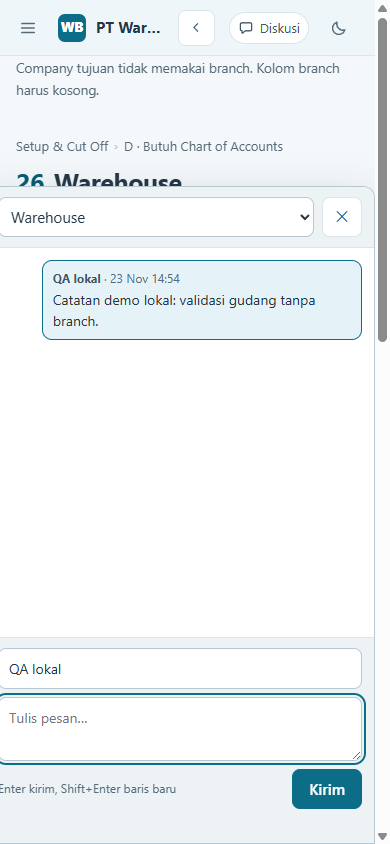 WB PT War... Diskusi
Company tujuan tidak memakai branch. Kolom branch
harus kosong.
Setup & Cut Off › D · Butuh Chart of Accounts
26 Warehouse
Warehouse
QA lokal · 23 Nov 14:54
Catatan demo lokal: validasi gudang tanpa
branch.
QA lokal
Tulis pesan...
Enter kirim, Shift+Enter baris baru
Kirim